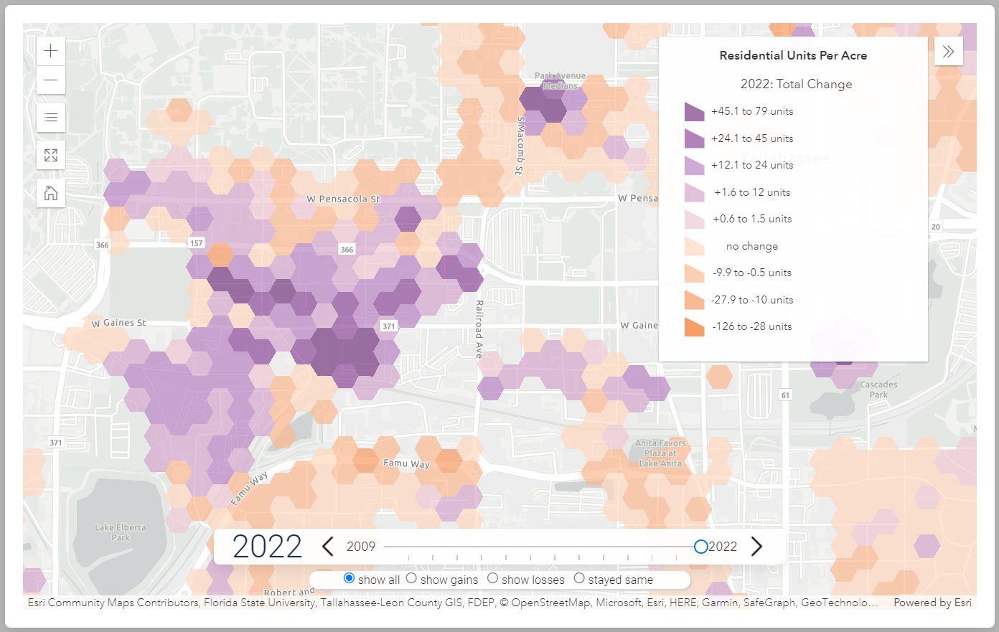 Residential Units Per Acre
2022: Total Change
+45.1 to 79 units
+24.1 to 45 units
+12.1 to 24 units
+1.6 to 12 units
+0.6 to 1.5 units
no change
-9.9 to -0.5 units
-27.9 to -10 units
-126 to -28 units
Tallahassee
Park Avenue
Medians
S Macomb St
W Pensacola St
W Pensa
366
157
366
20
W Gaines St
371
Railroad Ave
W Gaine
61
Cascades
Park
371
Anita Favors
Plaza at
Lake Anita
Famu Way
Famu Way
Lake Elberta
Park
2022
2009
2022
show all
show gains
show losses
stayed same
Robert and
Esri Community Maps Contributors, Florida State University, Tallahassee-Leon County GIS, FDEP, © OpenStreetMap, Microsoft, Esri, HERE, Garmin, SafeGraph, GeoTechnolo...
Powered by Esri